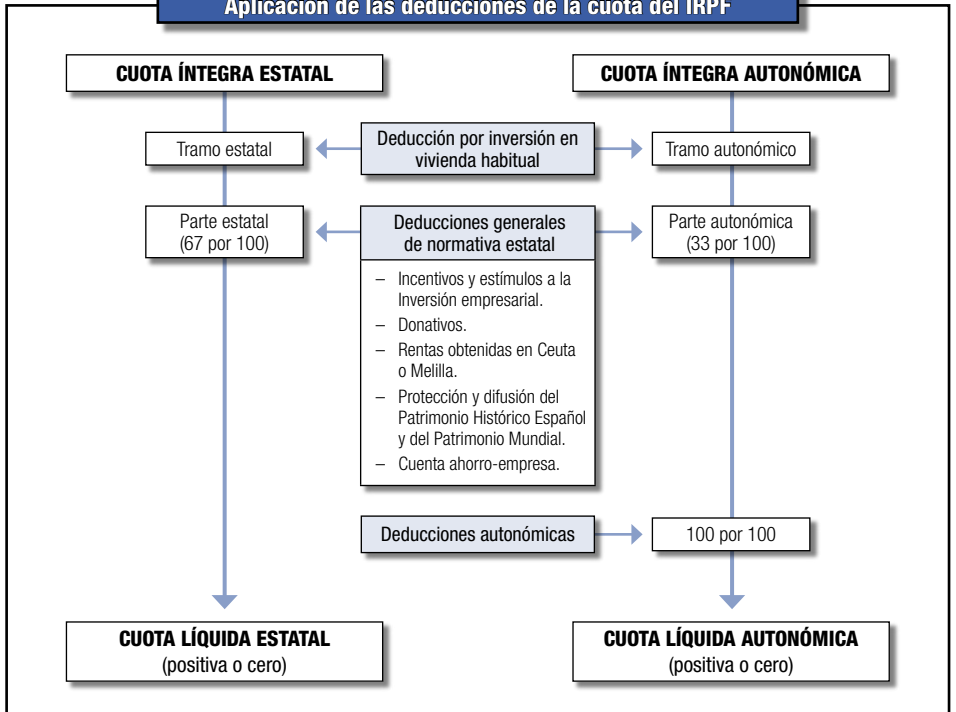 Aplicación de las deducciones de la cuota del IRPF
CUOTA ÍNTEGRA ESTATAL
CUOTA ÍNTEGRA AUTONÓMICA
Tramo estatal
Deducción por inversión en
vivienda habitual
Tramo autonómico
Parte estatal
(67 por 100)
Deducciones generales
de normativa estatal
Parte autonómica
(33 por 100)
– Incentivos y estímulos a la
Inversión empresarial.
– Donativos.
– Rentas obtenidas en Ceuta
o Melilla.
– Protección y difusión del
Patrimonio Histórico Español
y del Patrimonio Mundial.
– Cuenta ahorro-empresa.
Deducciones autonómicas
100 por 100
CUOTA LÍQUIDA ESTATAL
(positiva o cero)
CUOTA LÍQUIDA AUTONÓMICA
(positiva o cero)